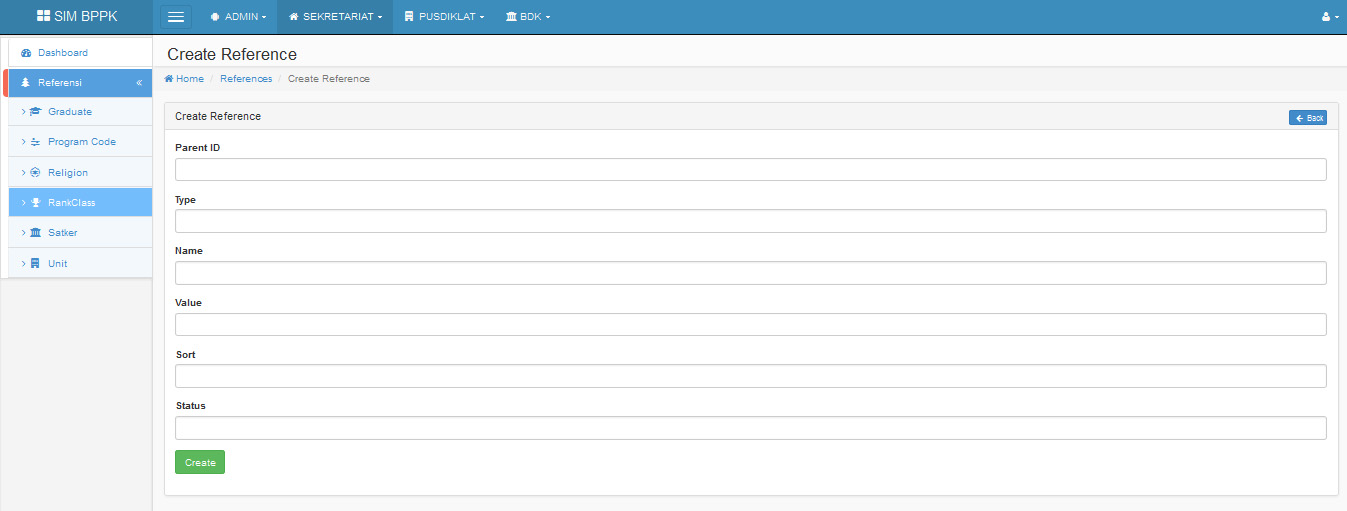 SIM BPPK ADMIN SEKRETARIAT PUSDIKLAT BDK
Dashboard
Referensi
Graduate
Program Code
Religion
RankClass
Satker
Unit
Create Reference
Home / References / Create Reference
Create Reference Back
Parent ID
Type
Name
Value
Sort
Status
Create